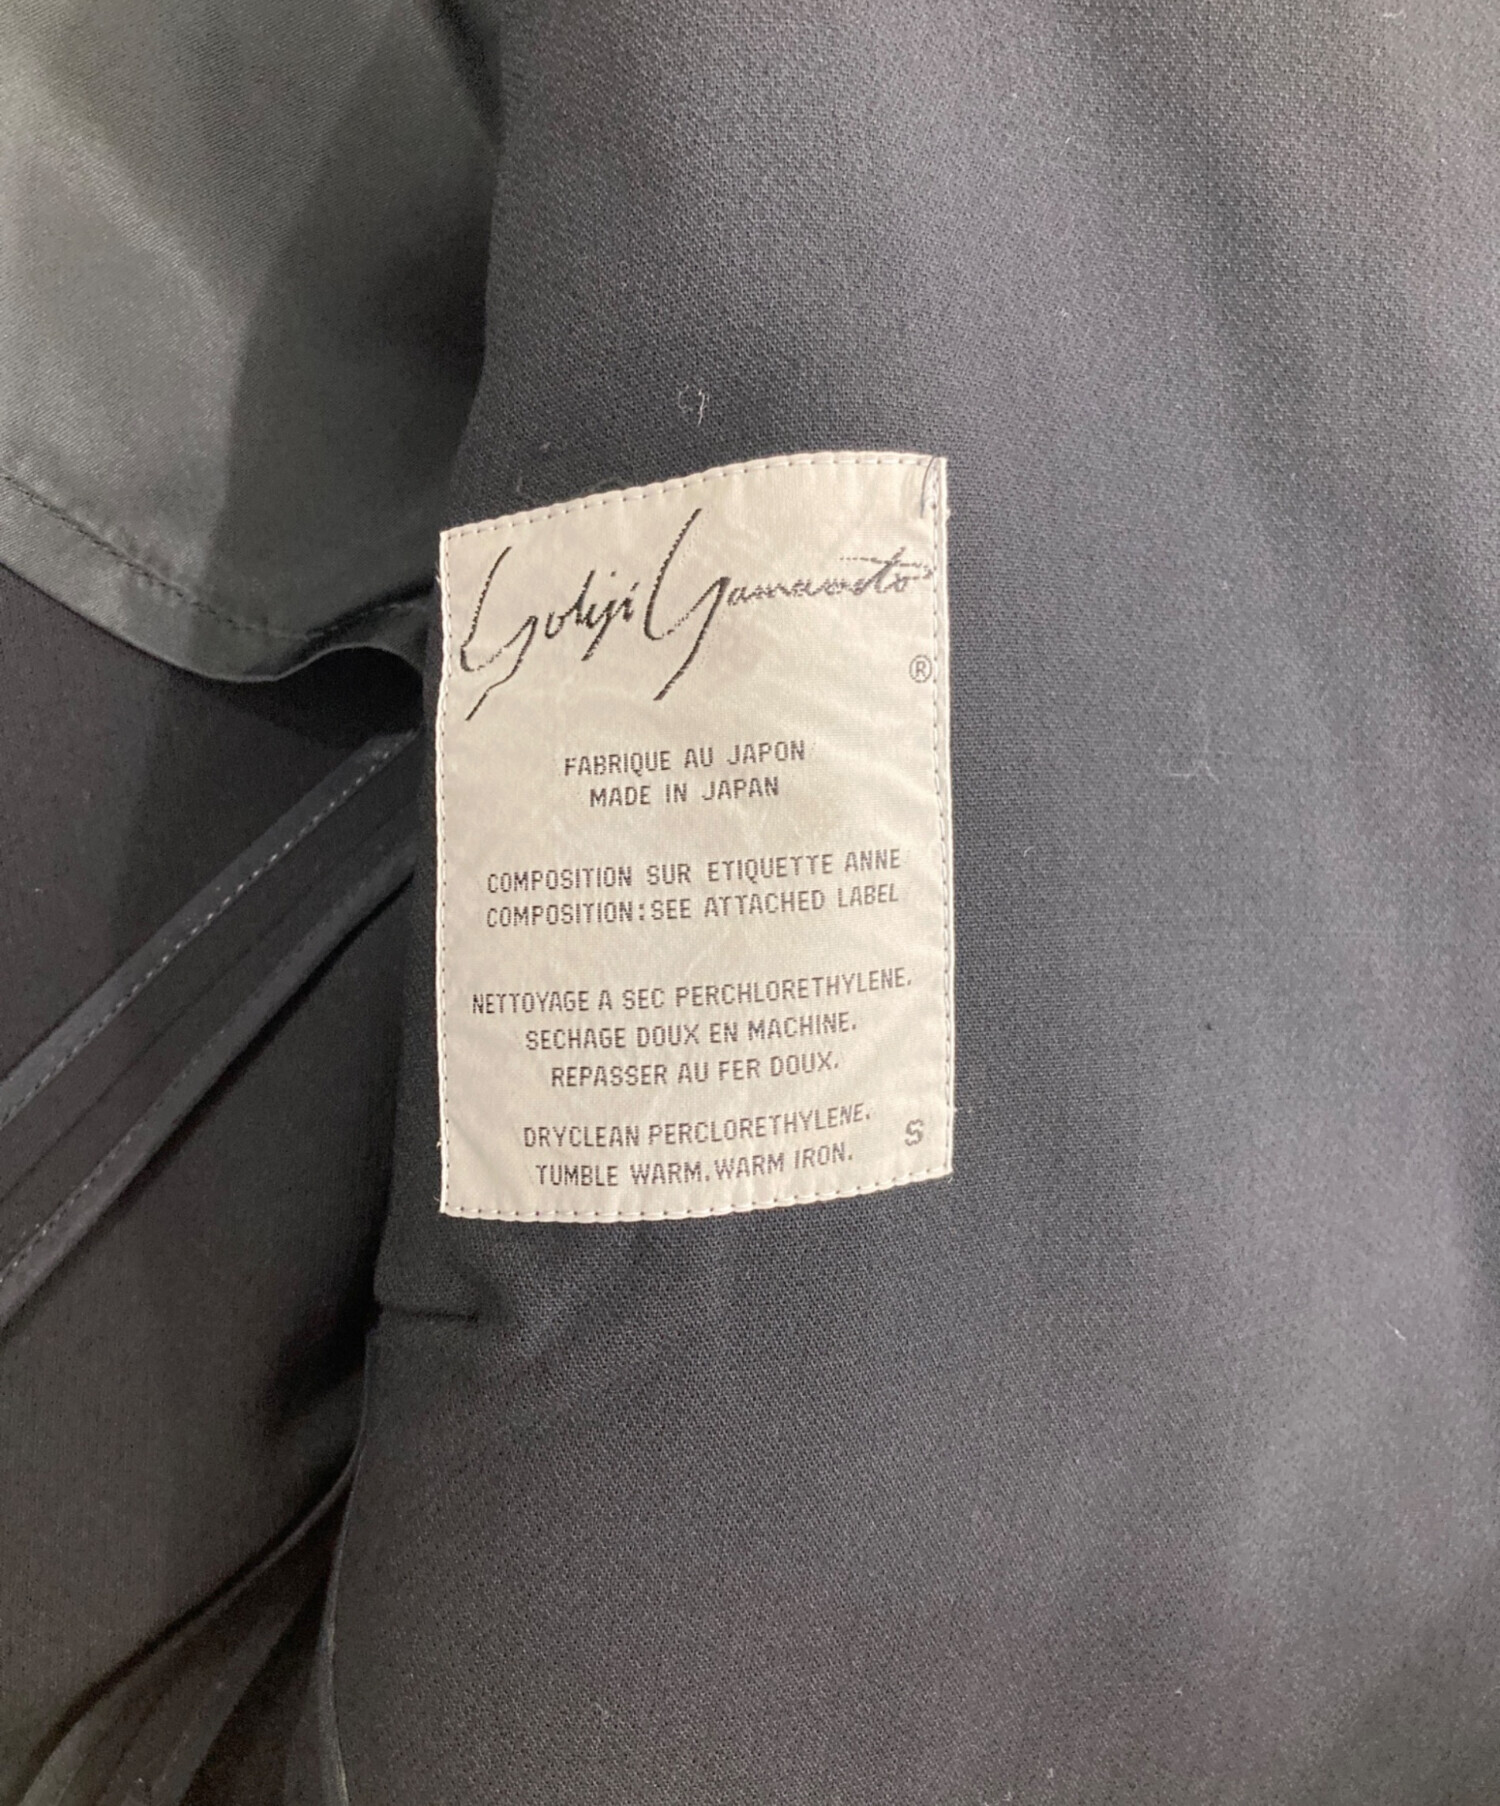 Yohji Yamamoto
®
FABRIQUE AU JAPON
MADE IN JAPAN
COMPOSITION SUR ETIQUETTE ANNE
COMPOSITION:SEE ATTACHED LABEL
NETTOYAGE A SEC PERCHLORETHYLENE.
SECHAGE DOUX EN MACHINE.
REPASSER AU FER DOUX.
DRYCLEAN PERCLORETHYLENE.
TUMBLE WARM.WARM IRON.
S